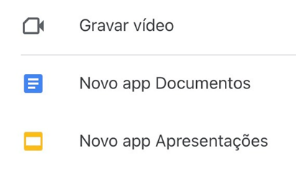 Gravar vídeo
Novo app Documentos
Novo app Apresentações